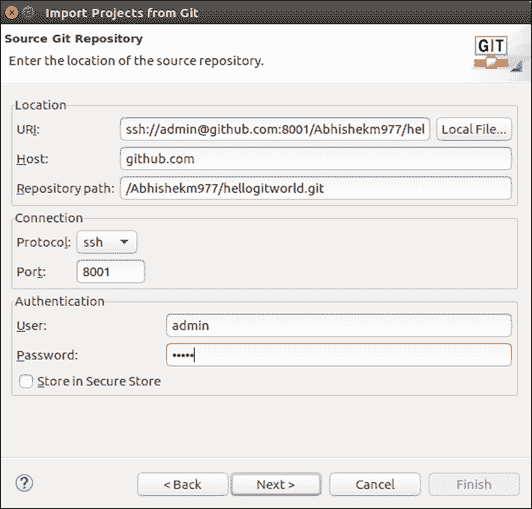 Import Projects from Git
Source Git Repository
Enter the location of the source repository.
GIT
Location
URI: ssh://admin@github.com:8001/Abhishekm977/hel Local File...
Host: github.com
Repository path: /Abhishekm977/hellogitworld.git
Connection
Protocol: ssh
Port: 8001
Authentication
User: admin
Password: •••••
Store in Secure Store
? < Back Next > Cancel Finish